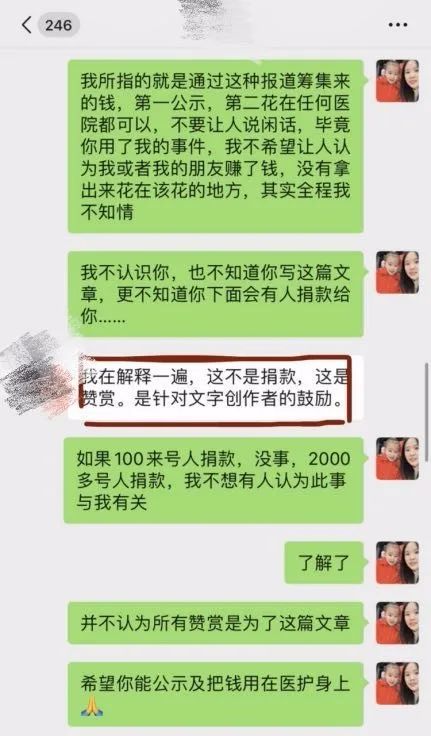 246
我所指的就是通过这种报道筹集来
的钱，第一公示，第二花在任何医
院都可以，不要让人说闲话，毕竟
你用了我的事件，我不希望让人认
为我或者我的朋友赚了钱，没有拿
出来花在该花的地方，其实全程我
不知情
我不认识你，也不知道你写这篇文
章，更不知道你下面会有人捐款给
你……
我在解释一遍，这不是捐款，这是
赞赏。是针对文字创作者的鼓励。
如果100来号人捐款，没事，2000
多号人捐款，我不想有人认为此事
与我有关
了解了
并不认为所有赞赏是为了这篇文章
希望你能公示及把钱用在医护身上
🙏